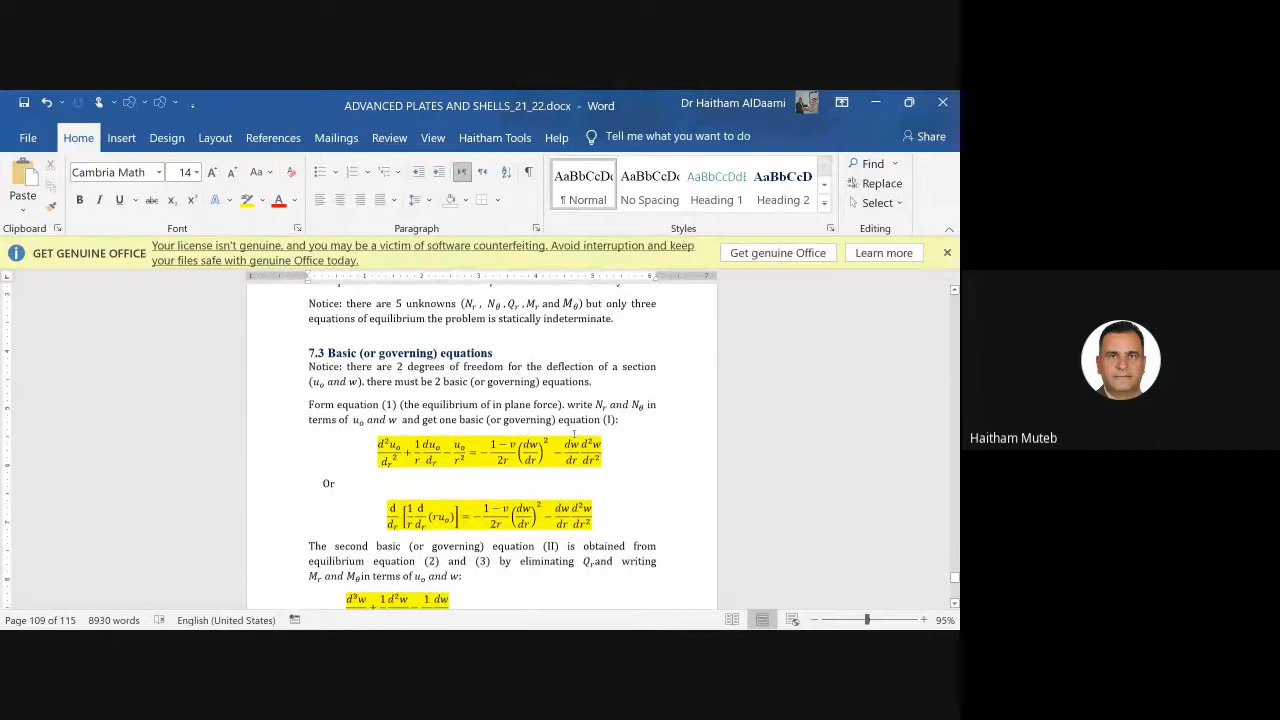 ADVANCED PLATES AND SHELLS_21_22.docx - Word
Dr Haitham AlDaami
File Home Insert Design Layout References Mailings Review View Haitham Tools Help Tell me what you want to do Share
Paste
Cambria Math 14
AaBbCcDc AaBbCcDc AaBbCcDdE AaBbCcD
¶ Normal No Spacing Heading 1 Heading 2
Find
Replace
Select
Clipboard Font Paragraph Styles Editing
GET GENUINE OFFICE
Your license isn't genuine, and you may be a victim of software counterfeiting. Avoid interruption and keep
your files safe with genuine Office today.
Get genuine Office
Learn more
Notice: there are 5 unknowns (N_r , N_θ , Q_r , M_r and M_θ) but only three
equations of equilibrium the problem is statically indeterminate.
7.3 Basic (or governing) equations
Notice: there are 2 degrees of freedom for the deflection of a section
(u_o and w). there must be 2 basic (or governing) equations.
Form equation (1) (the equilibrium of in plane force). write N_r and N_θ in
terms of u_o and w and get one basic (or governing) equation (I):
d²u_o/d_r² + 1/r du_o/d_r − u_o/r² = −(1−ν)/2r (dw/dr)² − dw/dr d²w/dr²
Or
d/d_r [1/r d/d_r (ru_o)] = −(1−ν)/2r (dw/dr)² − dw/dr d²w/dr²
The second basic (or governing) equation (II) is obtained from
equilibrium equation (2) and (3) by eliminating Q_r and writing
M_r and M_θ in terms of u_o and w:
d³w + 1 d²w − 1 dw
Page 109 of 115 8930 words English (United States) 95%
Haitham Muteb